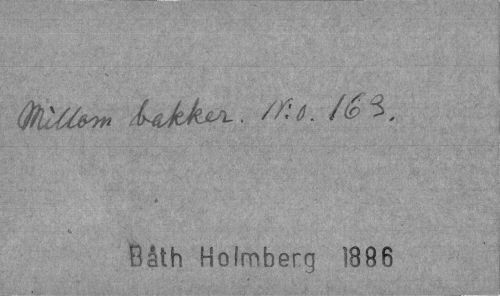 Millom bakker. N:o. 163.
Båth Holmberg 1886